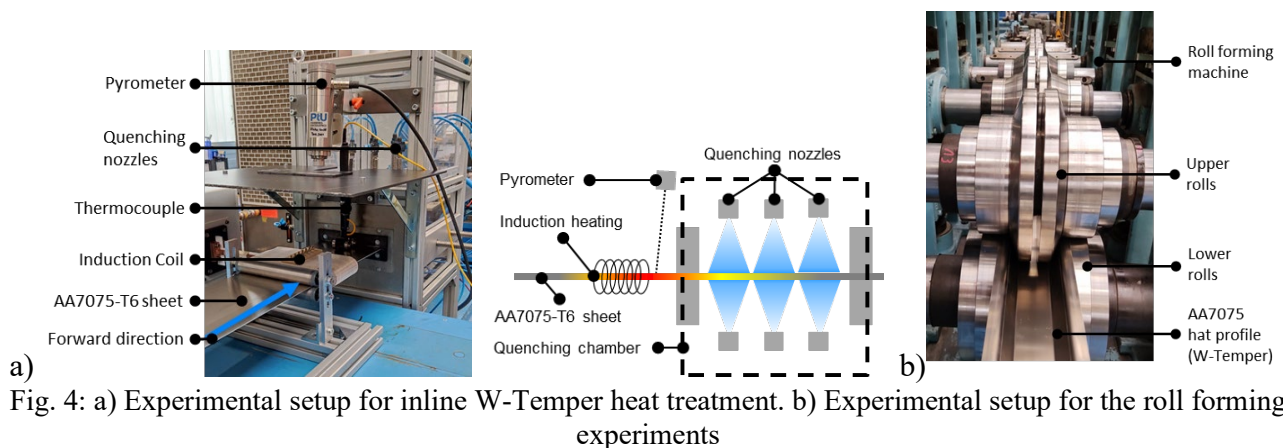 Pyrometer
Quenching
nozzles
Thermocouple
Induction Coil
AA7075-T6 sheet
Forward direction
a)
PIU
Quenching nozzles
Pyrometer
Induction heating
AA7075-T6 sheet
Quenching chamber
b)
Roll forming
machine
Upper
rolls
Lower
rolls
AA7075
hat profile
(W-Temper)
Fig. 4: a) Experimental setup for inline W-Temper heat treatment. b) Experimental setup for the roll forming
experiments